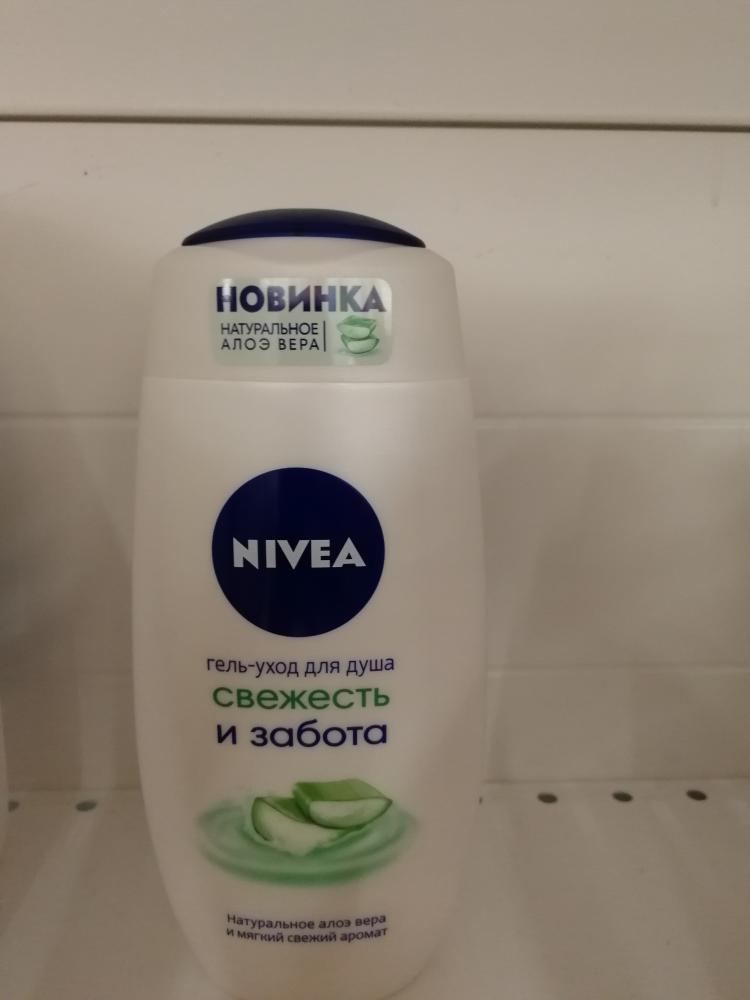 НОВИНКА
НАТУРАЛЬНОЕ
АЛОЭ ВЕРА
NIVEA
гель-уход для душа
свежесть
и забота
Натуральное алоэ вера
и мягкий свежий аромат